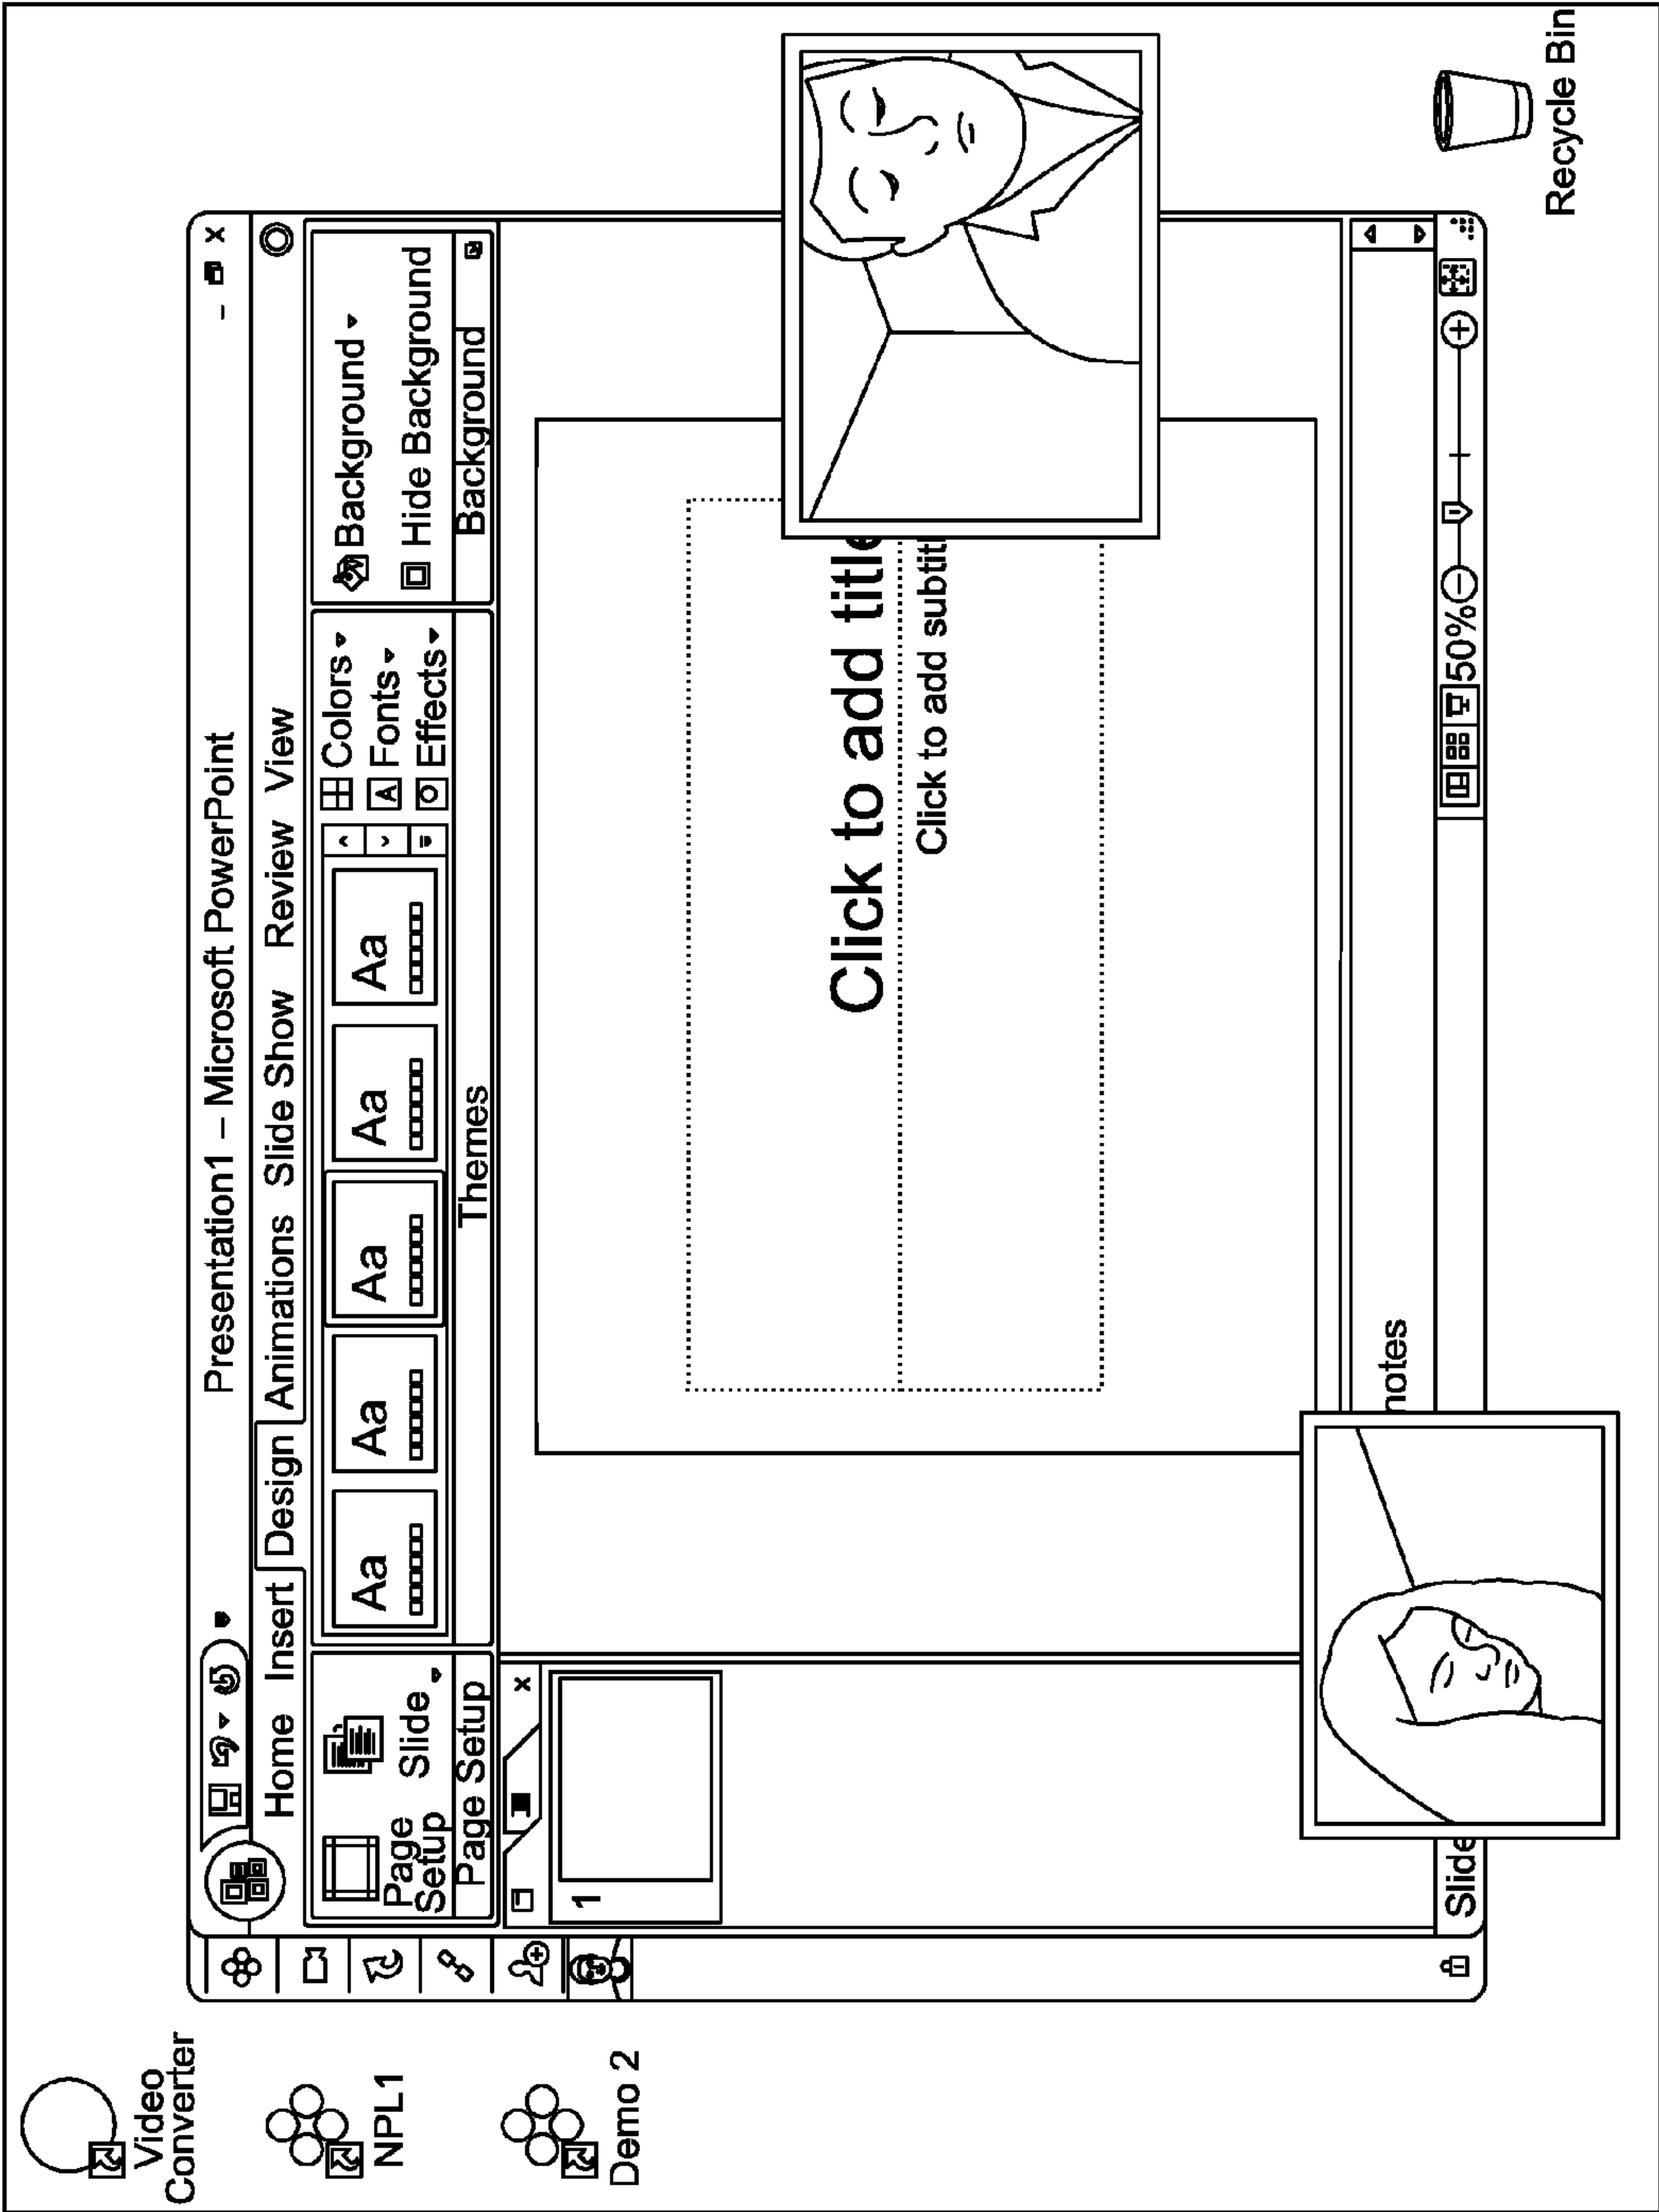 Video
Converter
NPL1
Demo 2
Presentation1 – Microsoft PowerPoint
Home Insert Design Animations Slide Show Review View
Page
Setup
Slide
Page Setup
Aa Aa Aa Aa Aa
Colors
A Fonts
Effects
Themes
Background
Hide Background
Background
1
Click to add title
Click to add subtitl
notes
Slide
50%
Recycle Bin